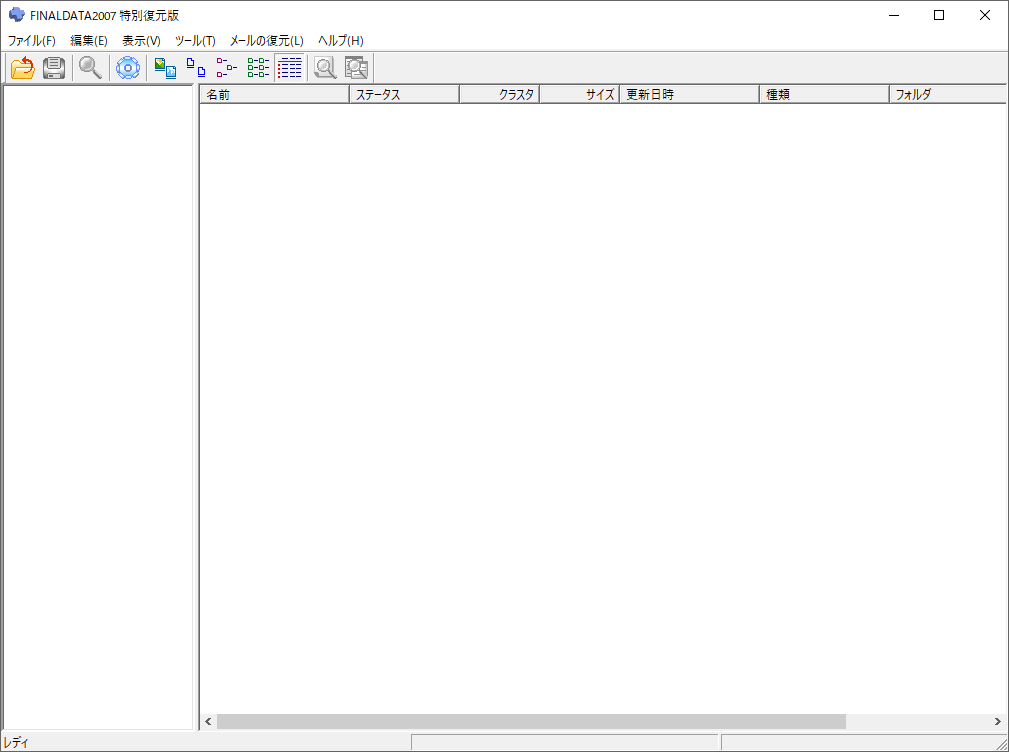 FINALDATA2007 特別復元版
ファイル(F) 編集(E) 表示(V) ツール(T) メールの復元(L) ヘルプ(H)
名前 ステータス クラスタ サイズ 更新日時 種類 フォルダ
レディ